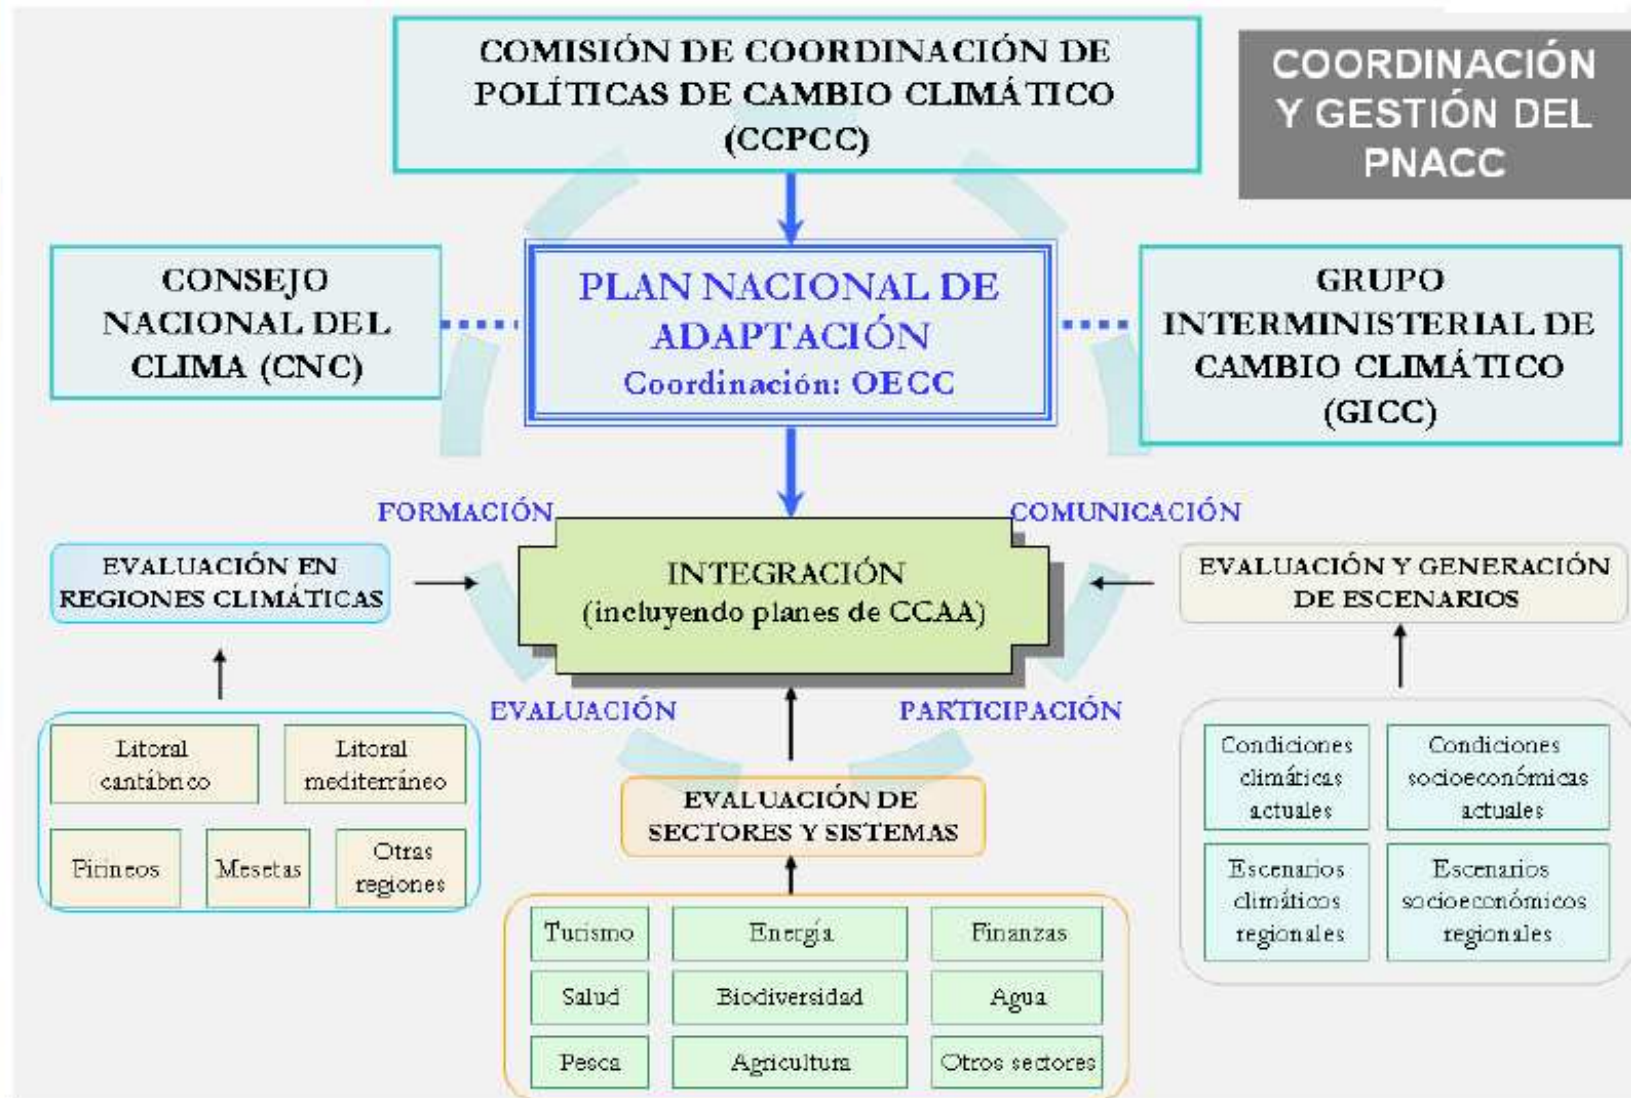 COMISIÓN DE COORDINACIÓN DE
POLÍTICAS DE CAMBIO CLIMÁTICO
(CCPCC)
COORDINACIÓN
Y GESTIÓN DEL
PNACC
CONSEJO
NACIONAL DEL
CLIMA (CNC)
PLAN NACIONAL DE
ADAPTACIÓN
Coordinación: OECC
GRUPO
INTERMINISTERIAL DE
CAMBIO CLIMÁTICO
(GICC)
FORMACIÓN
COMUNICACIÓN
EVALUACIÓN EN
REGIONES CLIMÁTICAS
INTEGRACIÓN
(incluyendo planes de CCAA)
EVALUACIÓN Y GENERACIÓN
DE ESCENARIOS
EVALUACIÓN
PARTICIPACIÓN
Litoral
cantábrico
Litoral
mediterráneo
Pirineos
Mesetas
Otras
regiones
EVALUACIÓN DE
SECTORES Y SISTEMAS
Condiciones
climáticas
actuales
Condiciones
socioeconómicas
actuales
Escenarios
climáticos
regionales
Escenarios
socioeconómicos
regionales
Turismo
Energía
Finanzas
Salud
Biodiversidad
Agua
Pesca
Agricultura
Otros sectores